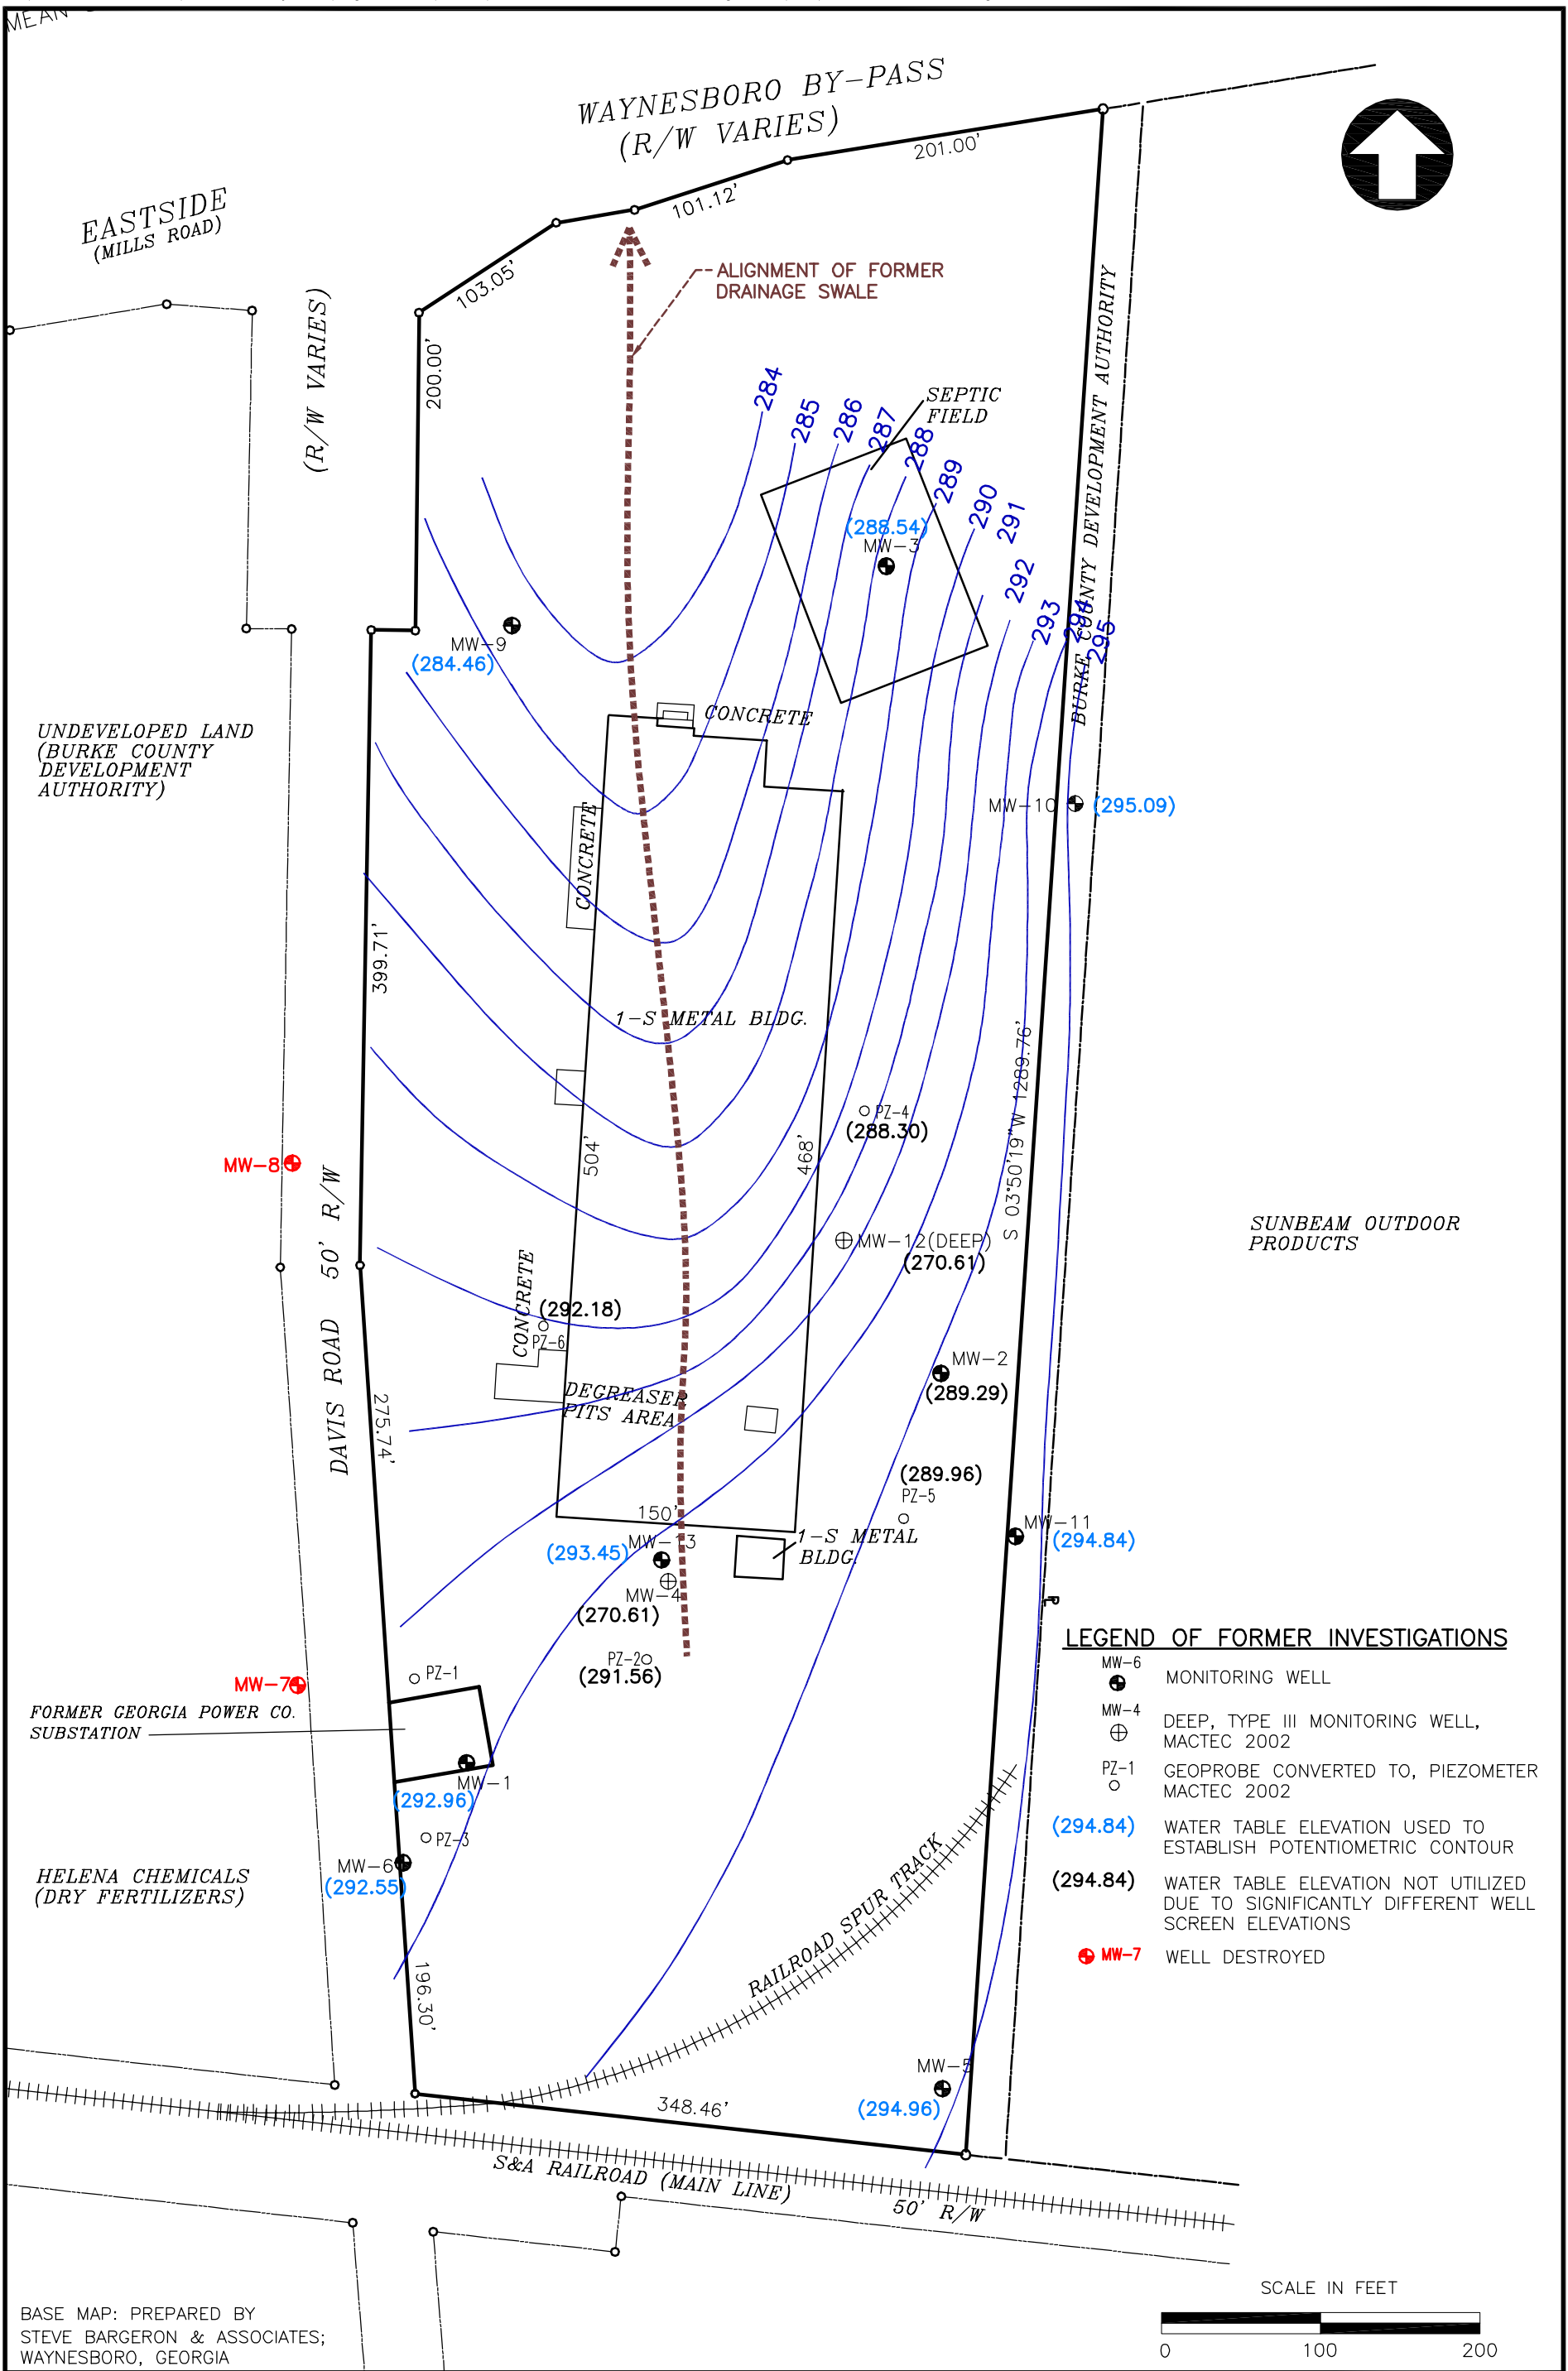 MEAN
WAYNESBORO BY-PASS
(R/W VARIES)
201.00'
101.12'
EASTSIDE
(MILLS ROAD)
103.05'
ALIGNMENT OF FORMER
DRAINAGE SWALE
(R/W VARIES)
200.00'
BURKE COUNTY DEVELOPMENT AUTHORITY
SEPTIC
FIELD
284
285
286
287
288
289
290
291
292
293
294
295
(288.54)
MW-3
MW-9
(284.46)
CONCRETE
UNDEVELOPED LAND
(BURKE COUNTY
DEVELOPMENT
AUTHORITY)
MW-10
(295.09)
CONCRETE
399.71'
1-S METAL BLDG.
S 03°50'19"W 1289.76'
PZ-4
(288.30)
504'
468'
MW-8
DAVIS ROAD 50' R/W
MW-12(DEEP)
(270.61)
SUNBEAM OUTDOOR
PRODUCTS
CONCRETE
(292.18)
PZ-6
MW-2
(289.29)
DEGREASER
PITS AREA
275.74'
(289.96)
PZ-5
150'
MW-13
(293.45)
1-S METAL
BLDG.
MW-11
(294.84)
MW-4
(270.61)
PZ-2
(291.56)
PL
PZ-1
MW-7
FORMER GEORGIA POWER CO.
SUBSTATION
MW-1
(292.96)
PZ-3
MW-6
(292.55)
HELENA CHEMICALS
(DRY FERTILIZERS)
RAILROAD SPUR TRACK
196.30'
MW-5
(294.96)
348.46'
S&A RAILROAD (MAIN LINE)
50' R/W
LEGEND OF FORMER INVESTIGATIONS
MW-6
MONITORING WELL
MW-4
DEEP, TYPE III MONITORING WELL,
MACTEC 2002
PZ-1
GEOPROBE CONVERTED TO, PIEZOMETER
MACTEC 2002
(294.84)
WATER TABLE ELEVATION USED TO
ESTABLISH POTENTIOMETRIC CONTOUR
(294.84)
WATER TABLE ELEVATION NOT UTILIZED
DUE TO SIGNIFICANTLY DIFFERENT WELL
SCREEN ELEVATIONS
MW-7
WELL DESTROYED
BASE MAP: PREPARED BY
STEVE BARGERON & ASSOCIATES;
WAYNESBORO, GEORGIA
SCALE IN FEET
0 100 200